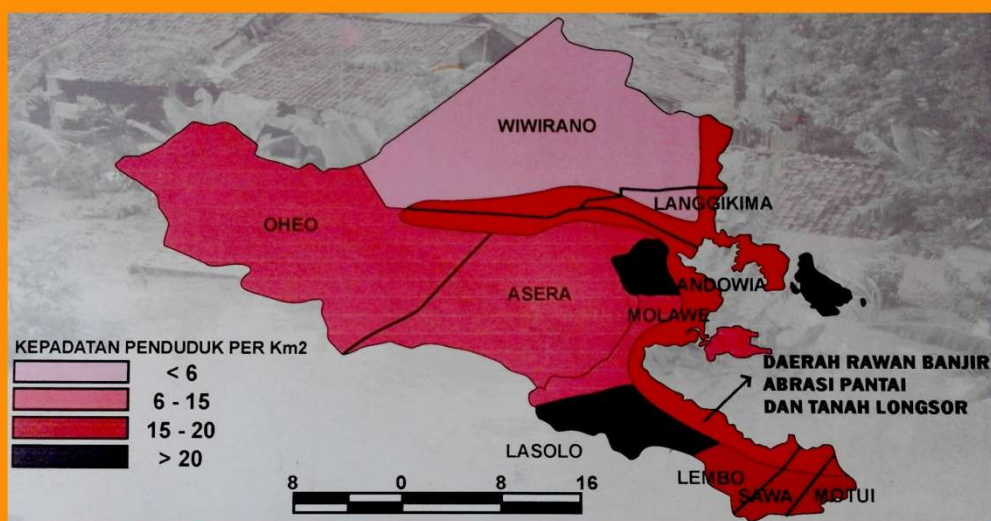 WIWIRANO
LANGGIKIMA
OHEO
ANDOWIA
ASERA
MOLAWE
KEPADATAN PENDUDUK PER Km2
< 6
6 - 15
15 - 20
> 20
DAERAH RAWAN BANJIR
ABRASI PANTAI
DAN TANAH LONGSOR
LASOLO
LEMBO
SAWA
MOTUI
8 0 8 16